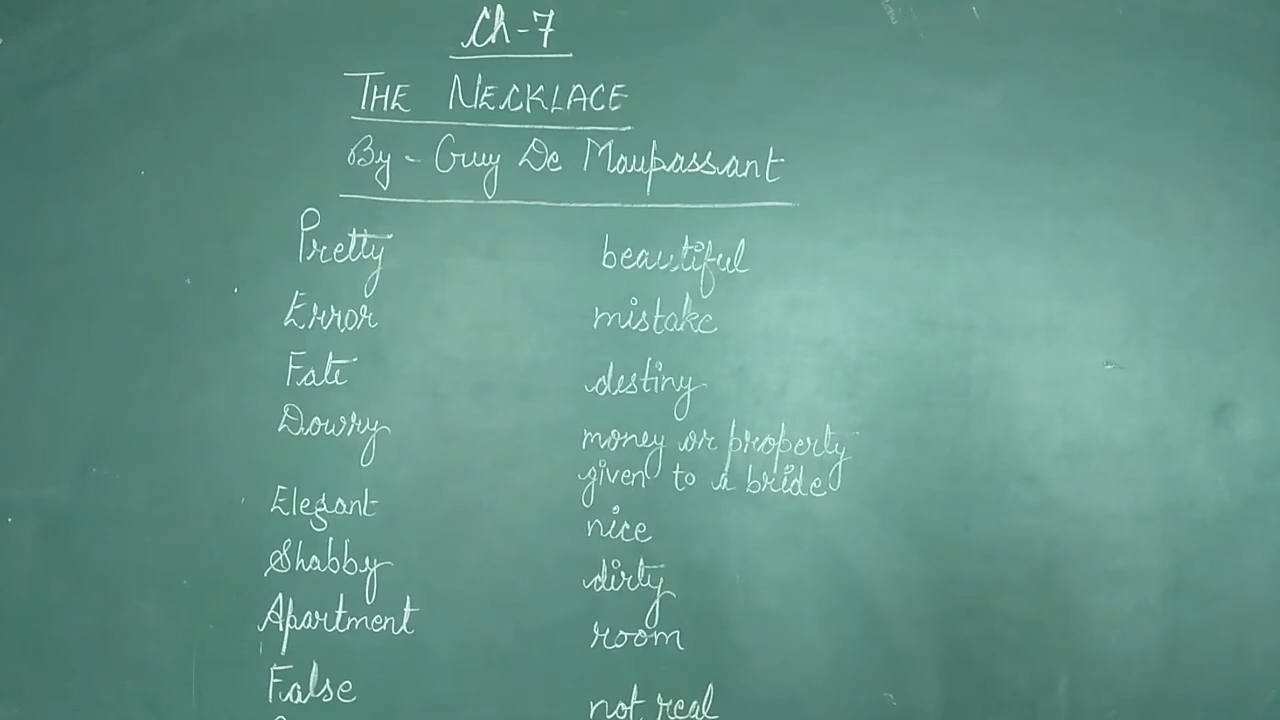 Ch-7
THE NECKLACE
By - Guy De Maupassant
Pretty beautiful
Error mistake
Fate destiny
Dowry money or property
given to a bride
Elegant nice
Shabby dirty
Apartment room
False not real